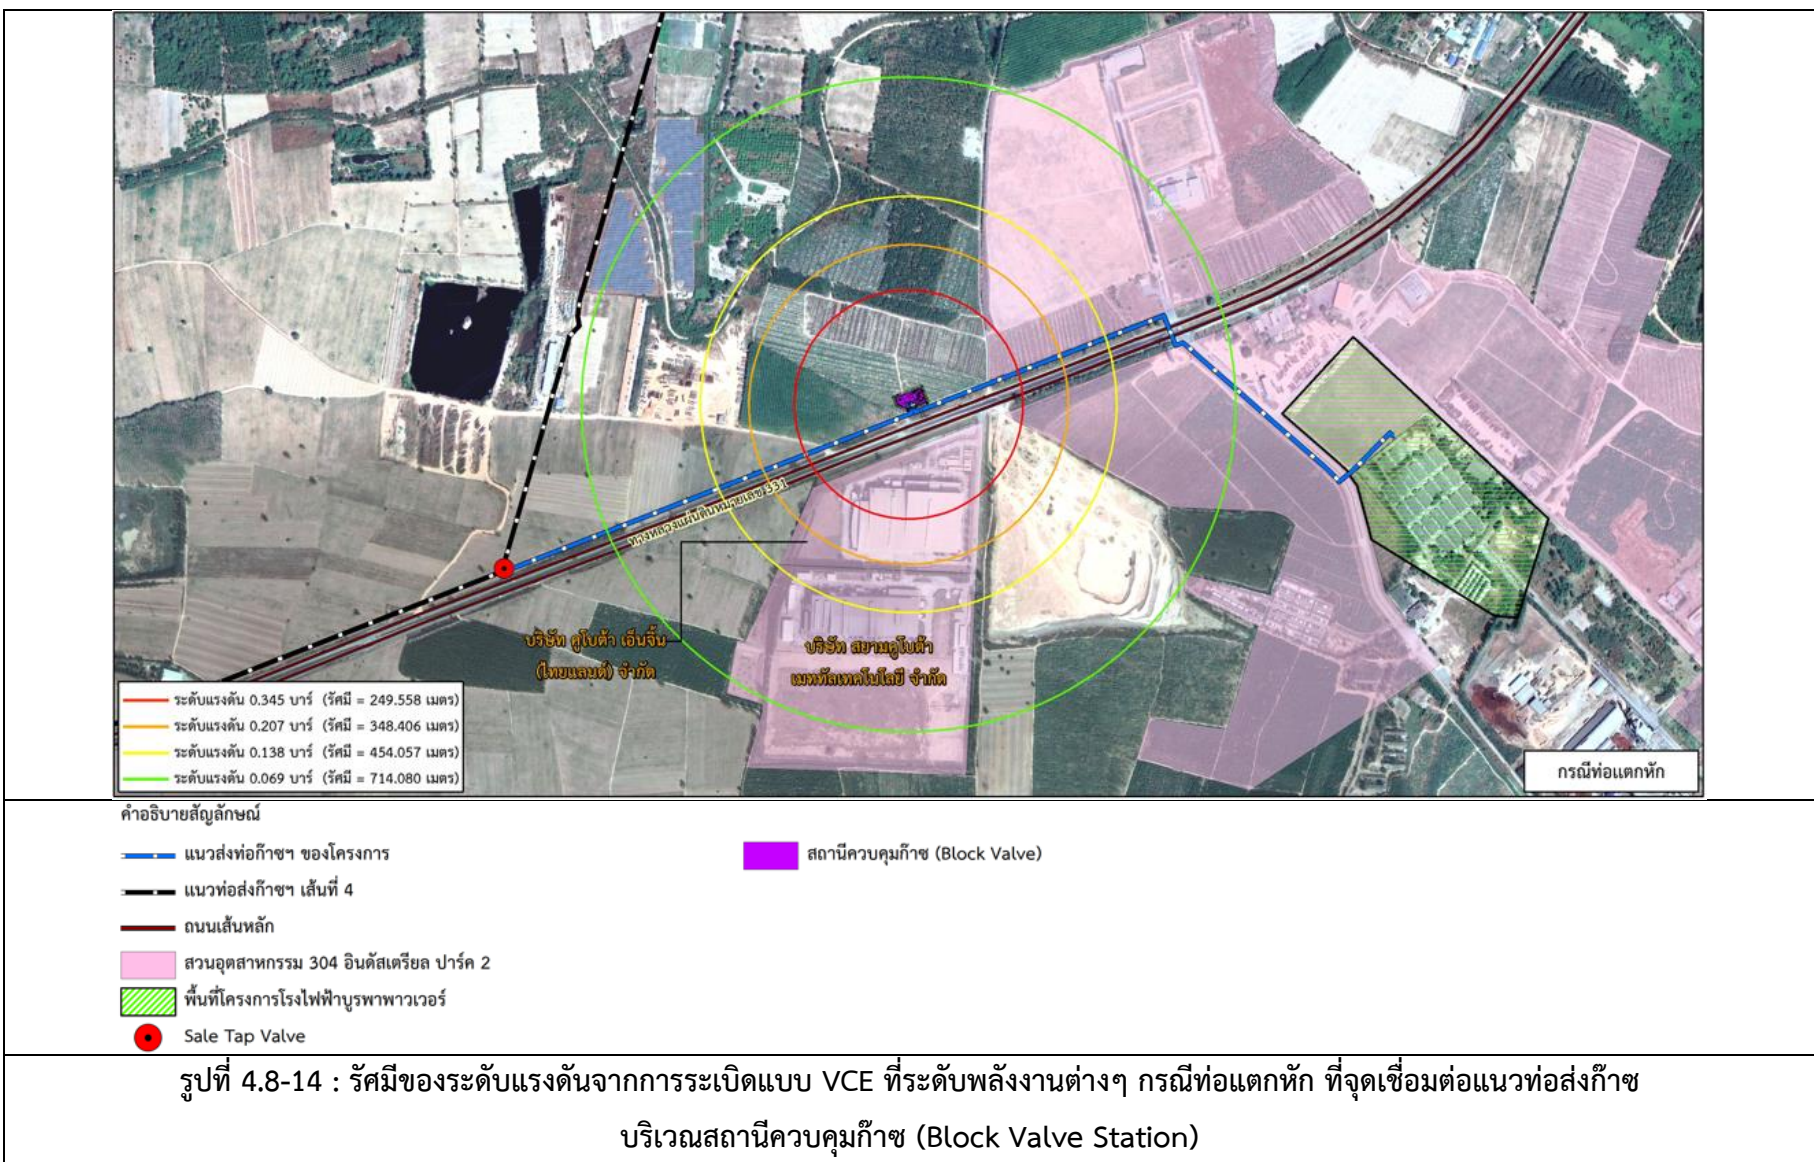 ทางหลวงแผ่นดินหมายเลข 331
บริษัท คูโบต้า เอ็นจิ้น
(ไทยแลนด์) จำกัด
บริษัท สยามคูโบต้า
เมททัลเทคโนโลยี จำกัด
ระดับแรงดัน 0.345 บาร์ (รัศมี = 249.558 เมตร)
ระดับแรงดัน 0.207 บาร์ (รัศมี = 348.406 เมตร)
ระดับแรงดัน 0.138 บาร์ (รัศมี = 454.057 เมตร)
ระดับแรงดัน 0.069 บาร์ (รัศมี = 714.080 เมตร)
กรณีท่อแตกหัก
คำอธิบายสัญลักษณ์
แนวส่งท่อก๊าซฯ ของโครงการ
แนวท่อส่งก๊าซฯ เส้นที่ 4
ถนนเส้นหลัก
สวนอุตสาหกรรม 304 อินดัสเตรียล ปาร์ค 2
พื้นที่โครงการโรงไฟฟ้าบูรพาพาวเวอร์
Sale Tap Valve
สถานีควบคุมก๊าซ (Block Valve)
รูปที่ 4.8-14 : รัศมีของระดับแรงดันจากการระเบิดแบบ VCE ที่ระดับพลังงานต่างๆ กรณีท่อแตกหัก ที่จุดเชื่อมต่อแนวท่อส่งก๊าซ
บริเวณสถานีควบคุมก๊าซ (Block Valve Station)